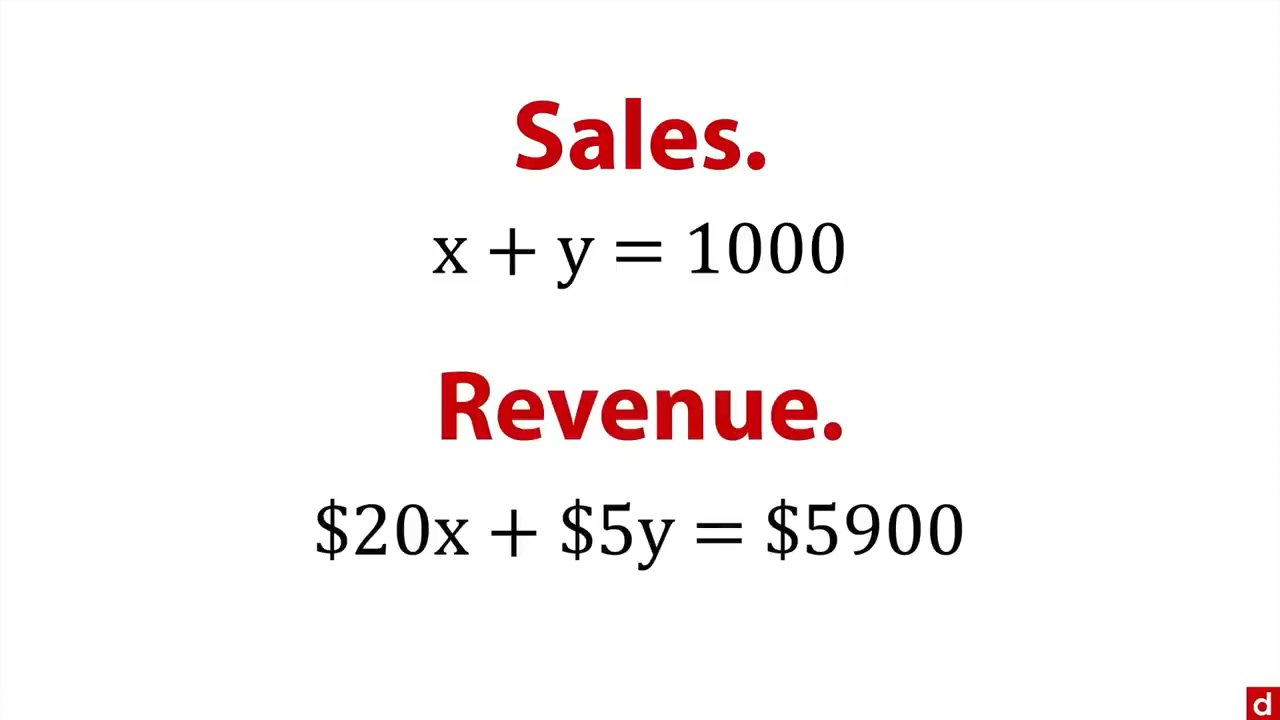 Sales.
x + y = 1000
Revenue.
$20x + $5y = $5900
d